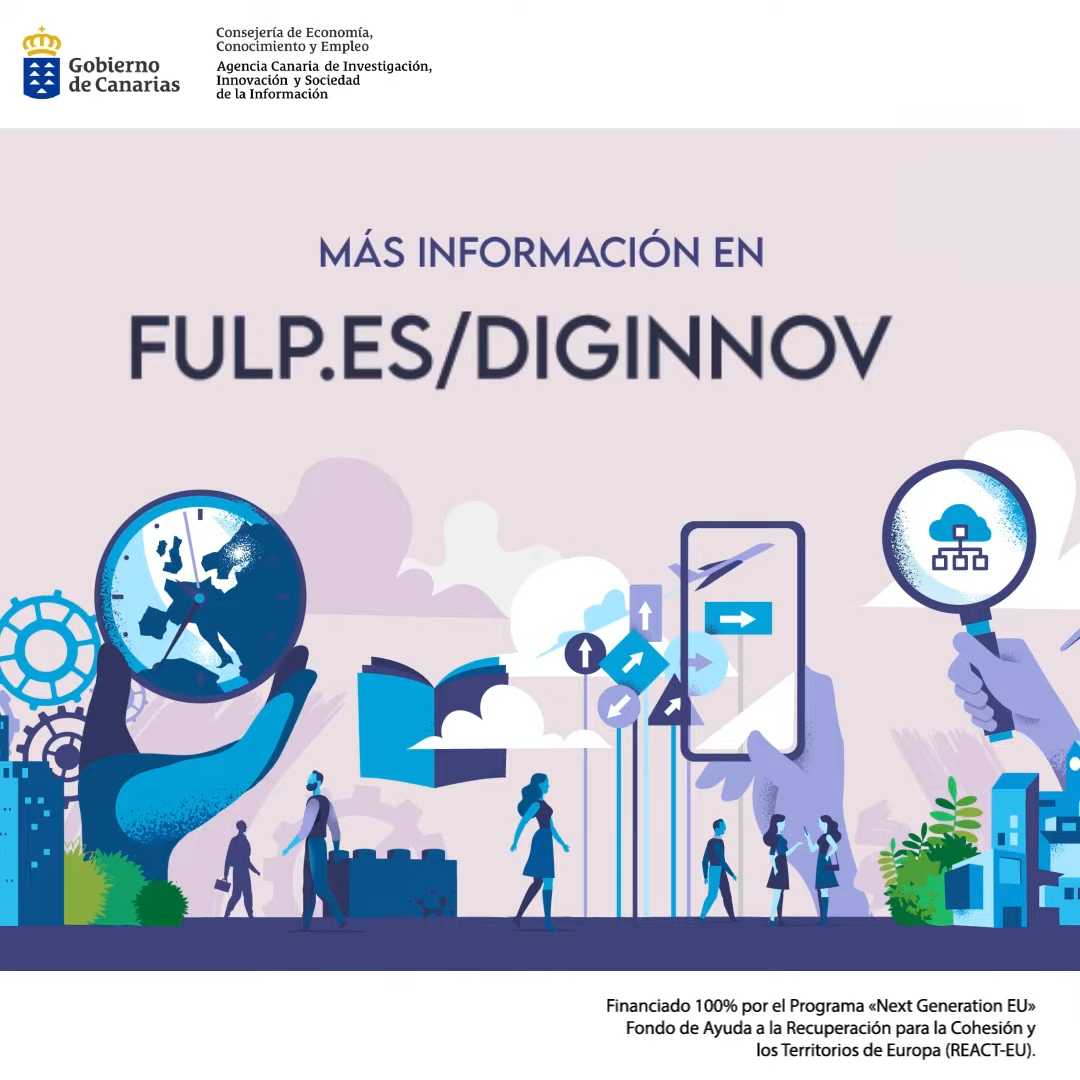 Gobierno
de Canarias
Consejería de Economía,
Conocimiento y Empleo
Agencia Canaria de Investigación,
Innovación y Sociedad
de la Información
MÁS INFORMACIÓN EN
FULP.ES/DIGINNOV
Financiado 100% por el Programa «Next Generation EU»
Fondo de Ayuda a la Recuperación para la Cohesión y
los Territorios de Europa (REACT-EU).